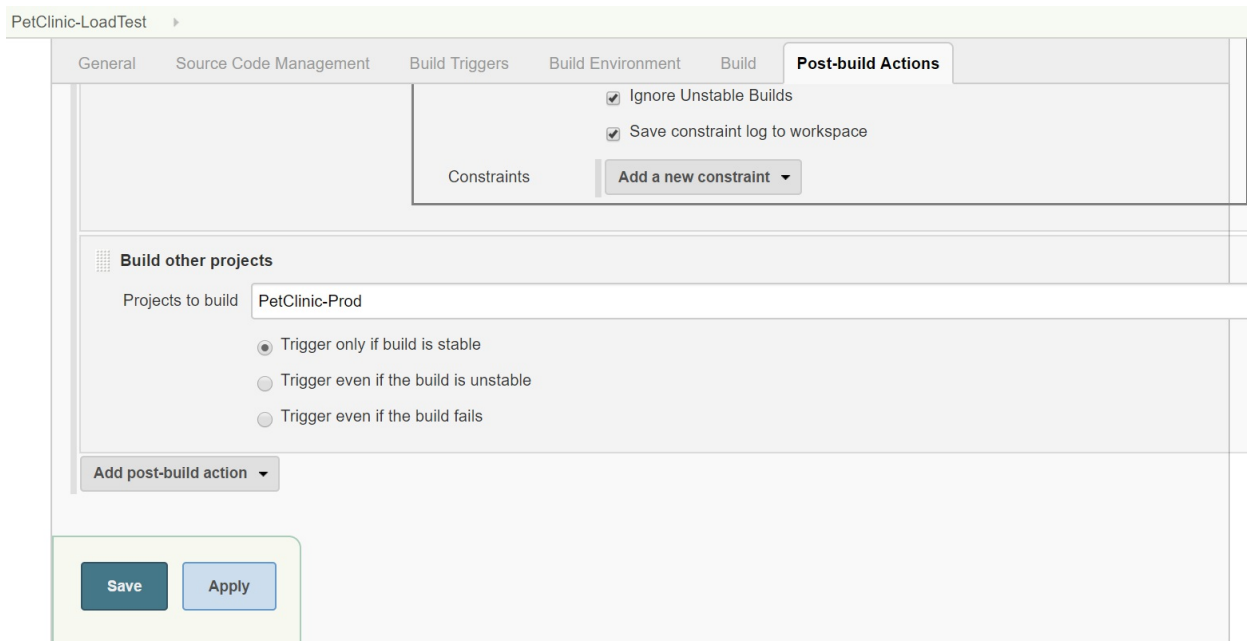 PetClinic-LoadTest
General Source Code Management Build Triggers Build Environment Build Post-build Actions
Ignore Unstable Builds
Save constraint log to workspace
Constraints Add a new constraint
Build other projects
Projects to build PetClinic-Prod
Trigger only if build is stable
Trigger even if the build is unstable
Trigger even if the build fails
Add post-build action
Save Apply